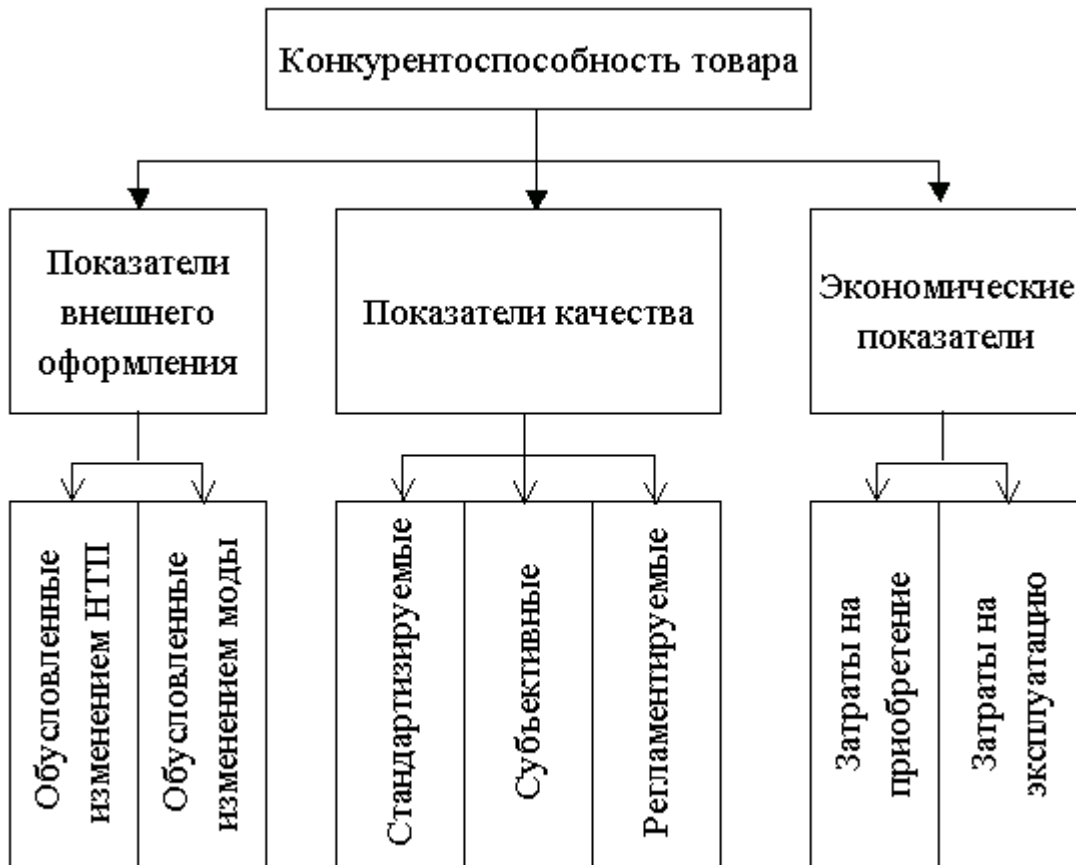 Конкурентоспособность товара
Показатели
внешнего
оформления
Показатели качества
Экономические
показатели
Обусловленные
изменением НТП
Обусловленные
изменением моды
Стандартизируемые
Субъективные
Регламентируемые
Затраты на
приобретение
Затраты на
эксплуатацию